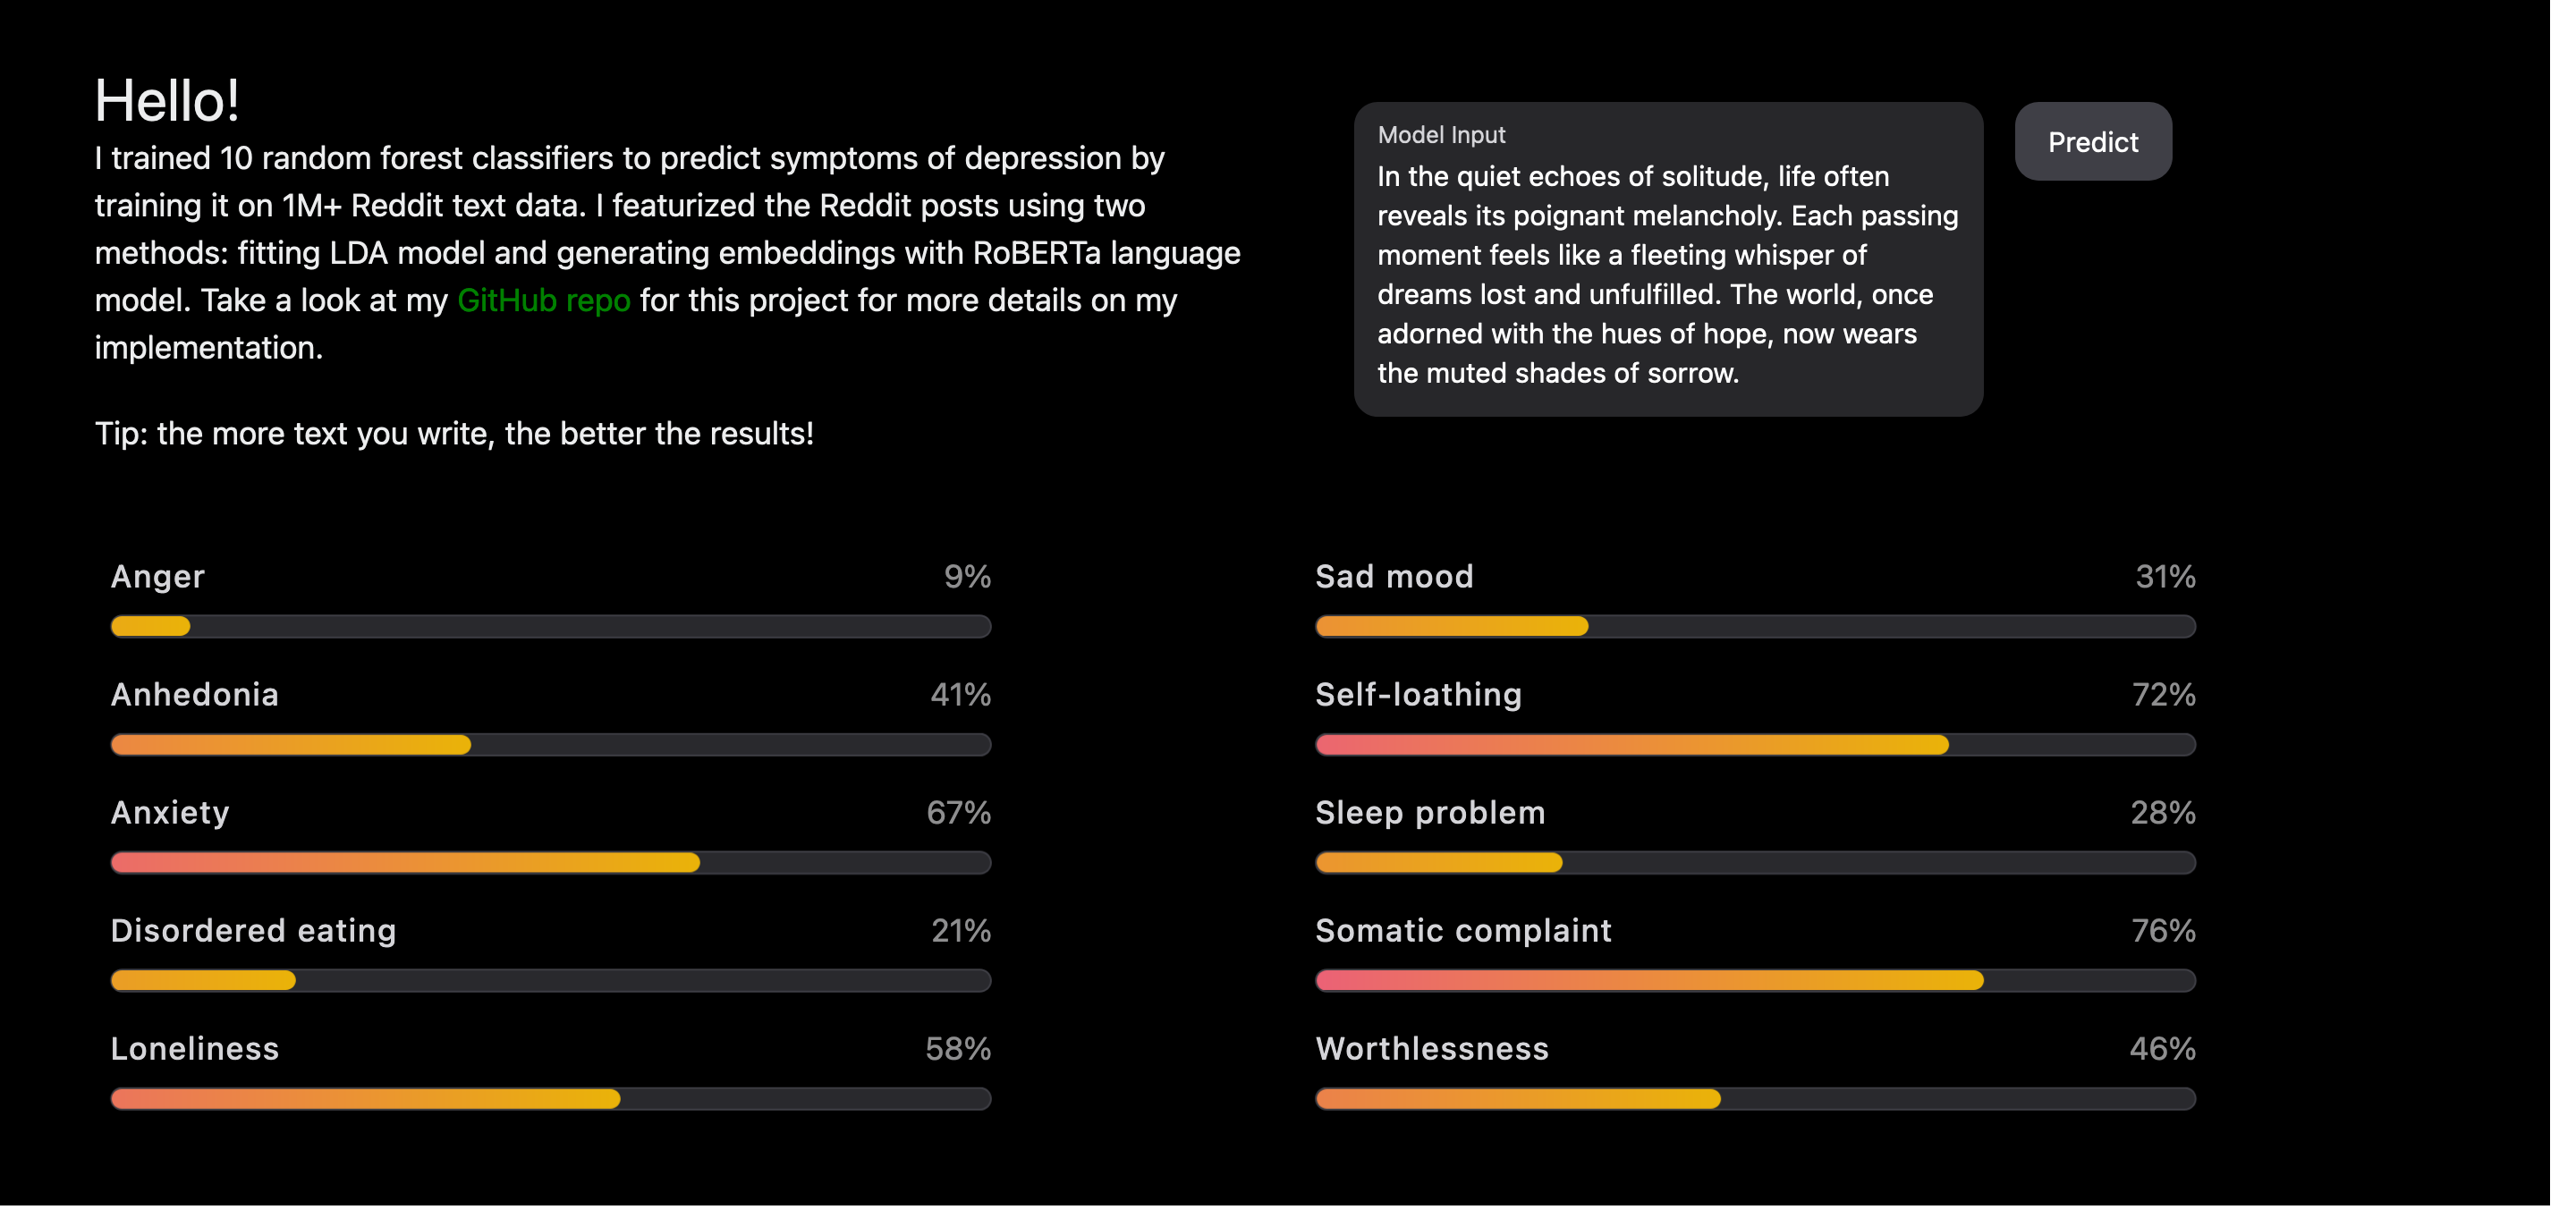 Hello!
I trained 10 random forest classifiers to predict symptoms of depression by
training it on 1M+ Reddit text data. I featurized the Reddit posts using two
methods: fitting LDA model and generating embeddings with RoBERTa language
model. Take a look at my GitHub repo for this project for more details on my
implementation.
Tip: the more text you write, the better the results!
Model Input
In the quiet echoes of solitude, life often
reveals its poignant melancholy. Each passing
moment feels like a fleeting whisper of
dreams lost and unfulfilled. The world, once
adorned with the hues of hope, now wears
the muted shades of sorrow.
Predict
Anger 9%
Anhedonia 41%
Anxiety 67%
Disordered eating 21%
Loneliness 58%
Sad mood 31%
Self-loathing 72%
Sleep problem 28%
Somatic complaint 76%
Worthlessness 46%